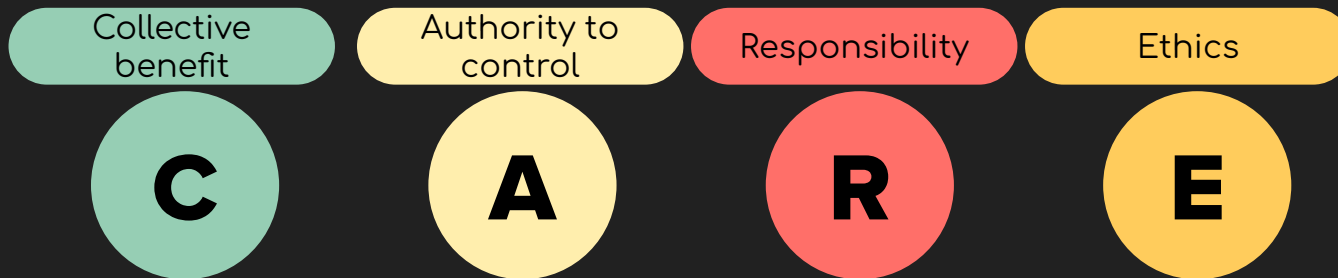 Collective
benefit
Authority to
control
Responsibility
Ethics
C
A
R
E